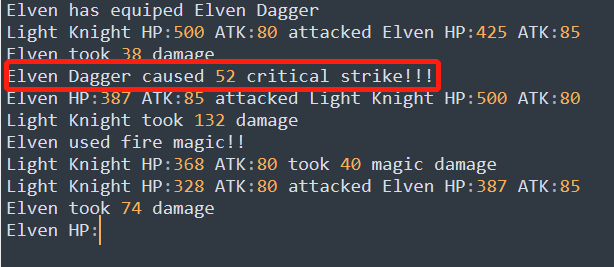 Elven has equiped Elven Dagger
Light Knight HP:500 ATK:80 attacked Elven HP:425 ATK:85
Elven took 38 damage
Elven Dagger caused 52 critical strike!!!
Elven HP:387 ATK:85 attacked Light Knight HP:500 ATK:80
Light Knight took 132 damage
Elven used fire magic!!
Light Knight HP:368 ATK:80 took 40 magic damage
Light Knight HP:328 ATK:80 attacked Elven HP:387 ATK:85
Elven took 74 damage
Elven HP: